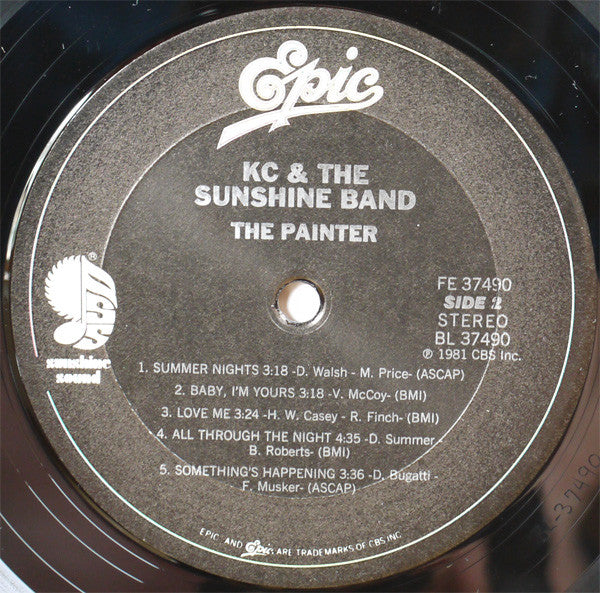 Epic
KC & THE
SUNSHINE BAND
THE PAINTER
®
sunshine
sound
FE 37490
SIDE 2
STEREO
BL 37490
℗ 1981 CBS Inc.
1. SUMMER NIGHTS 3:18 -D. Walsh - M. Price- (ASCAP)
2. BABY, I'M YOURS 3:18 -V. McCoy- (BMI)
3. LOVE ME 3:24 -H. W. Casey - R. Finch- (BMI)
4. ALL THROUGH THE NIGHT 4:35 -D. Summer -
B. Roberts- (BMI)
5. SOMETHING'S HAPPENING 3:36 -D. Bugatti -
F. Musker- (ASCAP)
EPIC AND Epic ARE TRADEMARKS OF CBS INC.